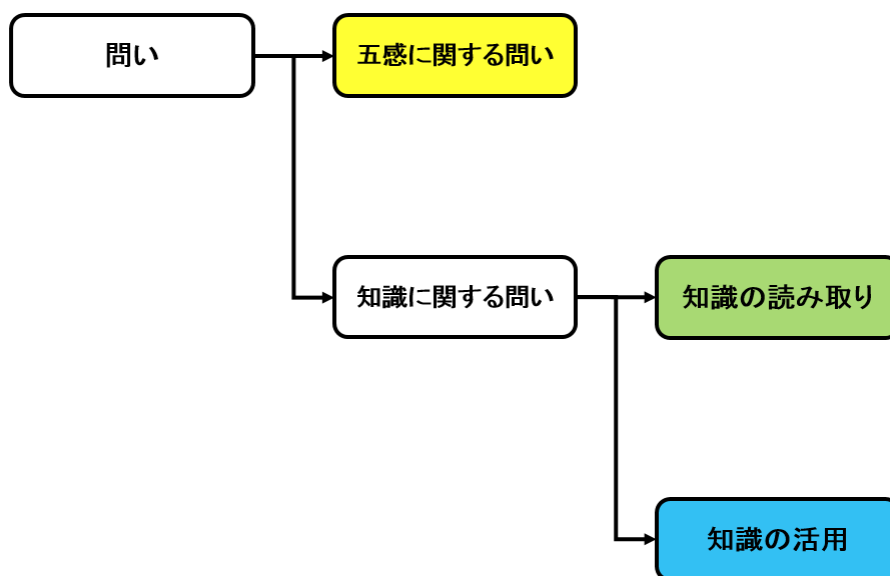 問い
五感に関する問い
知識に関する問い
知識の読み取り
知識の活用